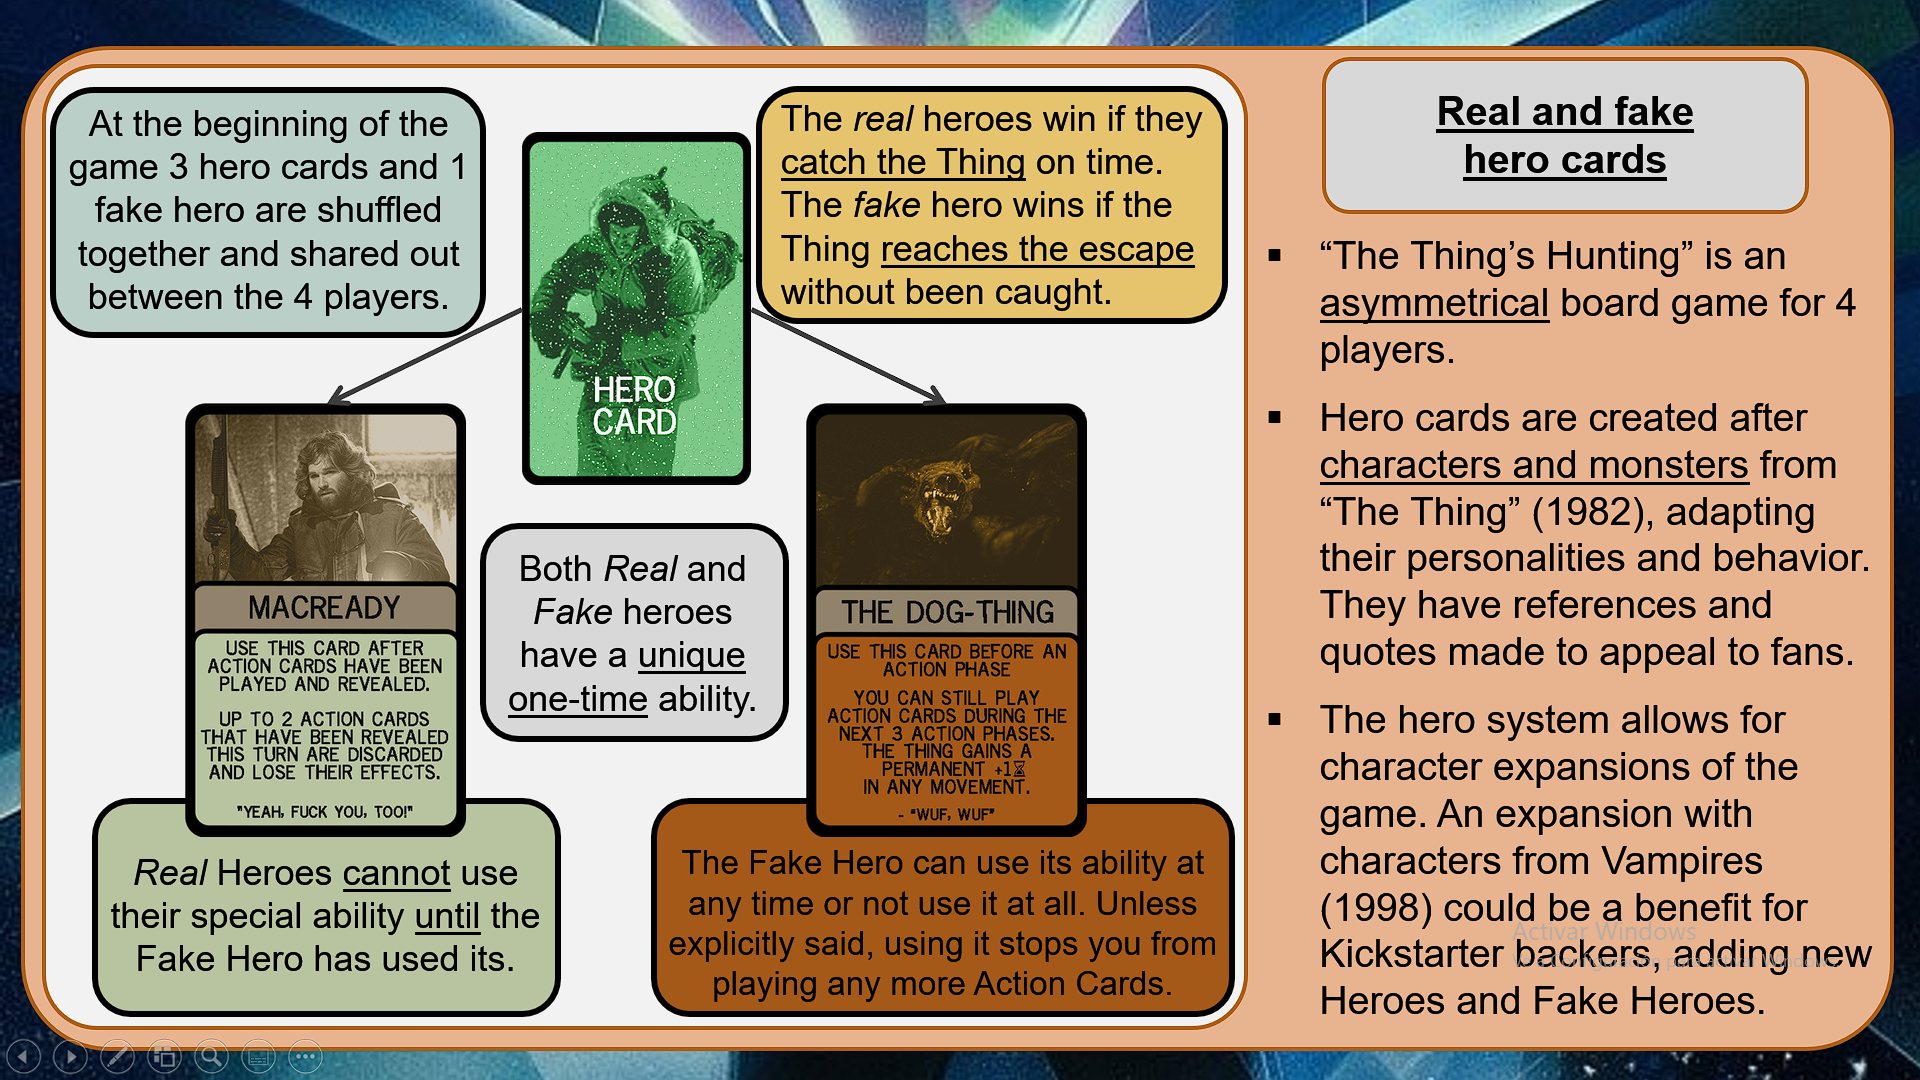 At the beginning of the
game 3 hero cards and 1
fake hero are shuffled
together and shared out
between the 4 players.
HERO
CARD
The real heroes win if they
catch the Thing on time.
The fake hero wins if the
Thing reaches the escape
without been caught.
MACREADY
USE THIS CARD AFTER
ACTION CARDS HAVE BEEN
PLAYED AND REVEALED.
UP TO 2 ACTION CARDS
THAT HAVE BEEN REVEALED
THIS TURN ARE DISCARDED
AND LOSE THEIR EFFECTS.
"YEAH, FUCK YOU, TOO!"
Both Real and
Fake heroes
have a unique
one-time ability.
THE DOG-THING
USE THIS CARD BEFORE AN
ACTION PHASE
YOU CAN STILL PLAY
ACTION CARDS DURING THE
NEXT 3 ACTION PHASES.
THE THING GAINS A
PERMANENT +1
IN ANY MOVEMENT.
- "WUF, WUF"
Real Heroes cannot use
their special ability until the
Fake Hero has used its.
The Fake Hero can use its ability at
any time or not use it at all. Unless
explicitly said, using it stops you from
playing any more Action Cards.
Real and fake
hero cards
▪ “The Thing’s Hunting” is an
asymmetrical board game for 4
players.
▪ Hero cards are created after
characters and monsters from
“The Thing” (1982), adapting
their personalities and behavior.
They have references and
quotes made to appeal to fans.
▪ The hero system allows for
character expansions of the
game. An expansion with
characters from Vampires
(1998) could be a benefit for
Kickstarter backers, adding new
Heroes and Fake Heroes.
Activar Windows